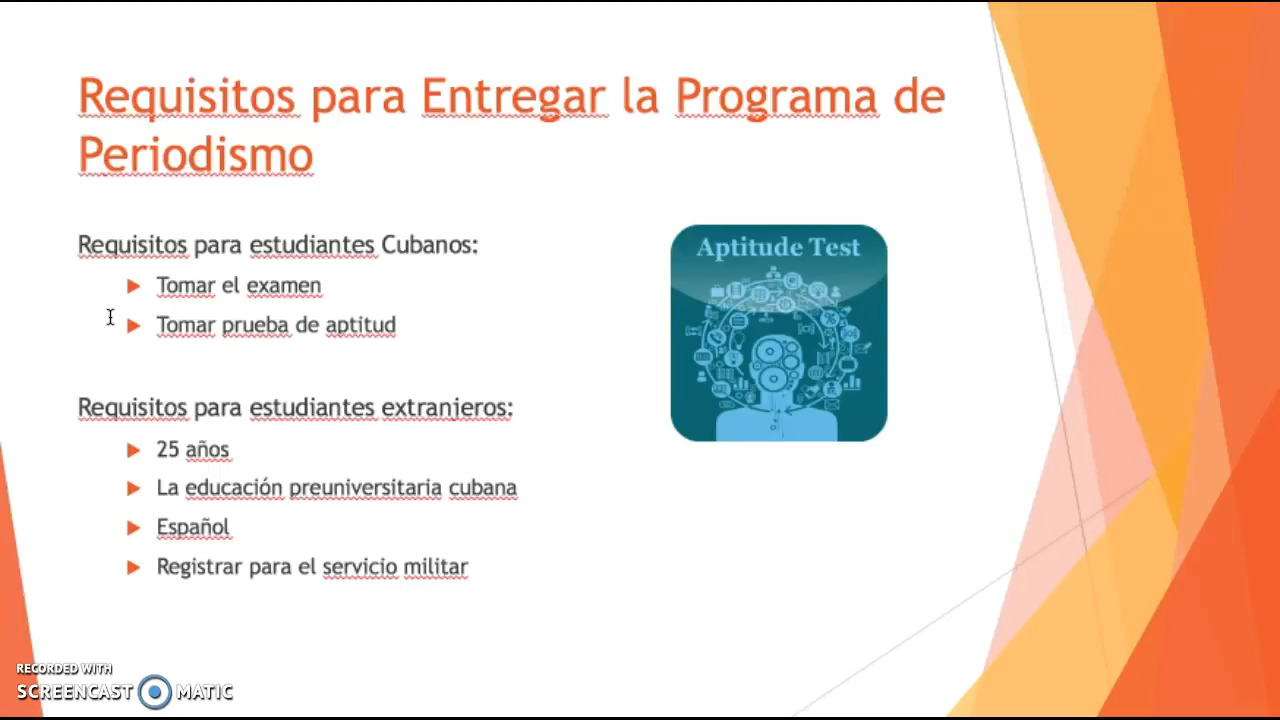 Requisitos para Entregar la Programa de
Periodismo
Requisitos para estudiantes Cubanos:
Tomar el examen
Tomar prueba de aptitud
Aptitude Test
Requisitos para estudiantes extranjeros:
25 años
La educación preuniversitaria cubana
Español
Registrar para el servicio militar
RECORDED WITH
SCREENCAST MATIC